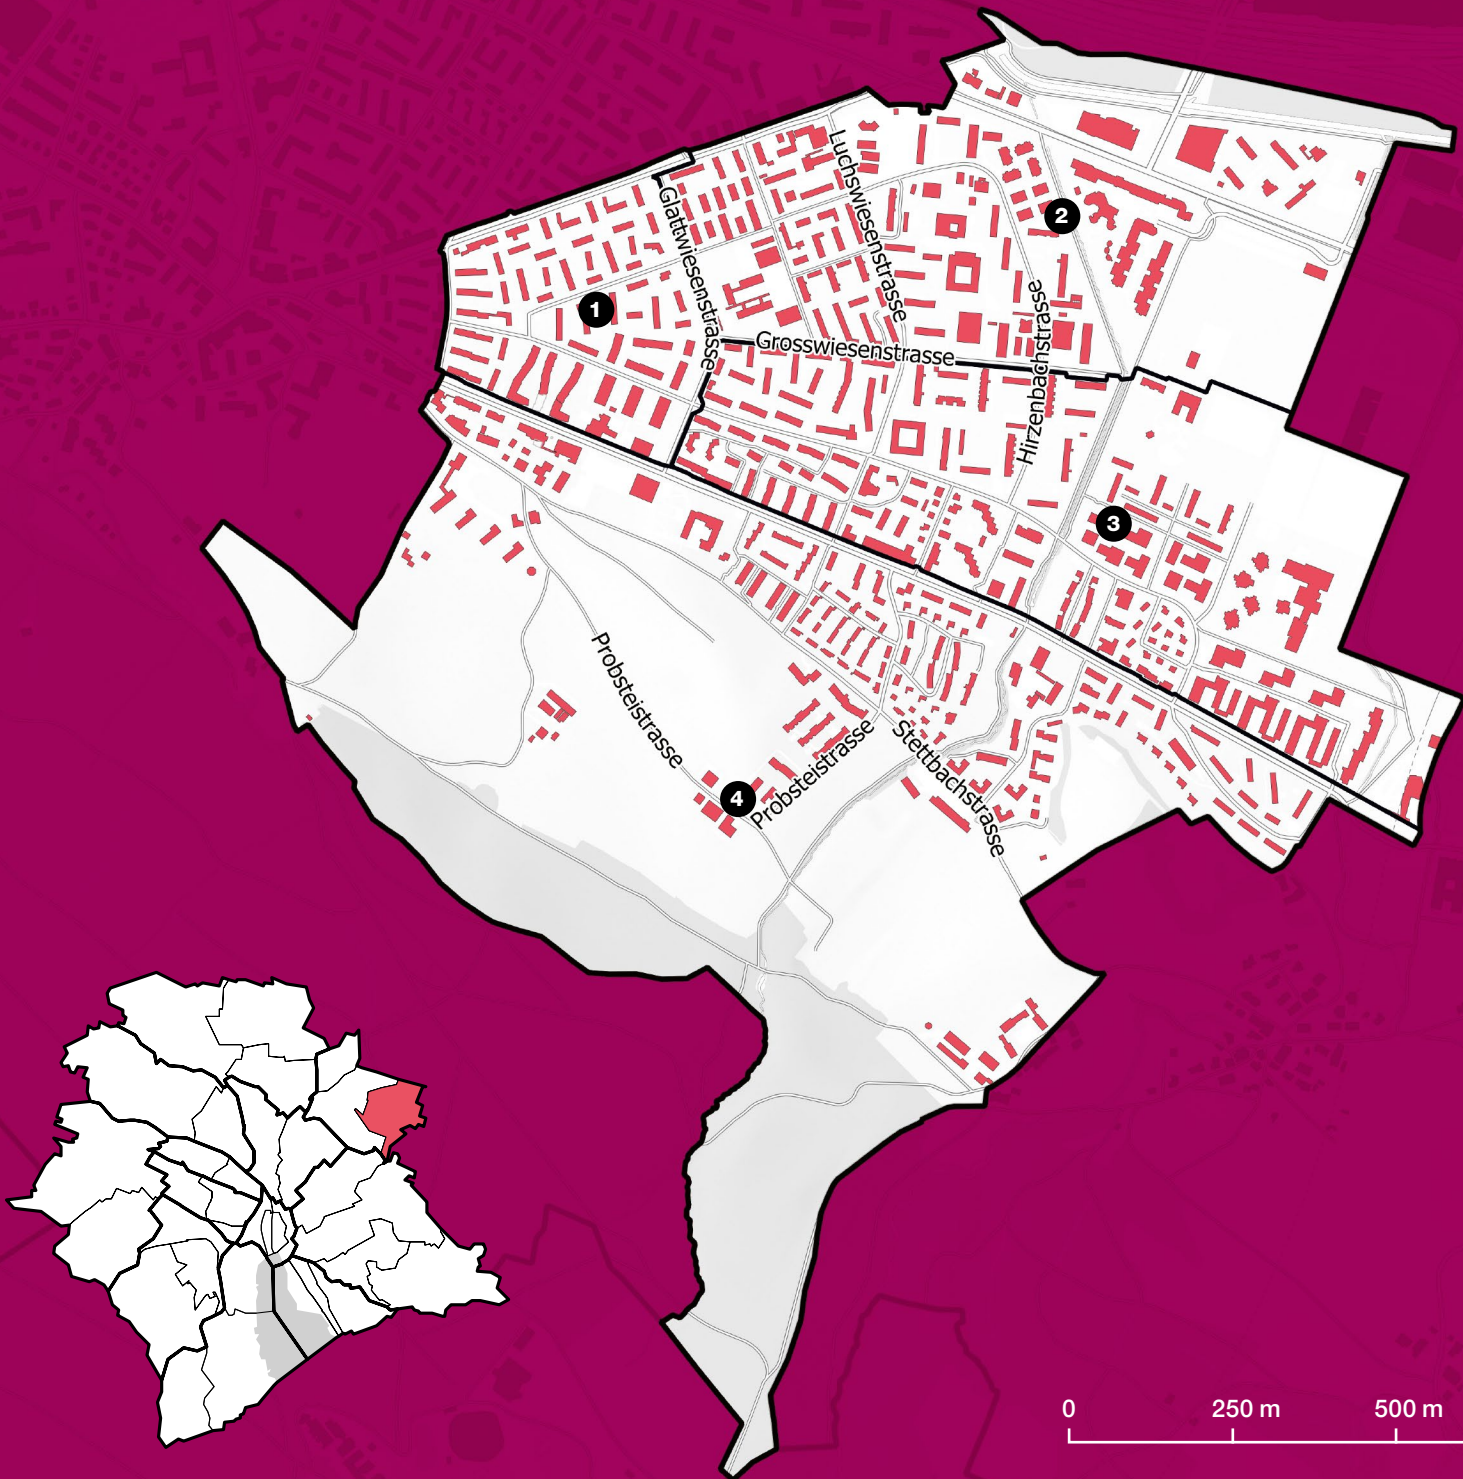 Luchswiesenstrasse
Glattwiesenstrasse
2
1
Hirzenbachstrasse
Grosswiesenstrasse
3
Probsteistrasse
Stettbachstrasse
Probsteistrasse
4
0
250 m
500 m